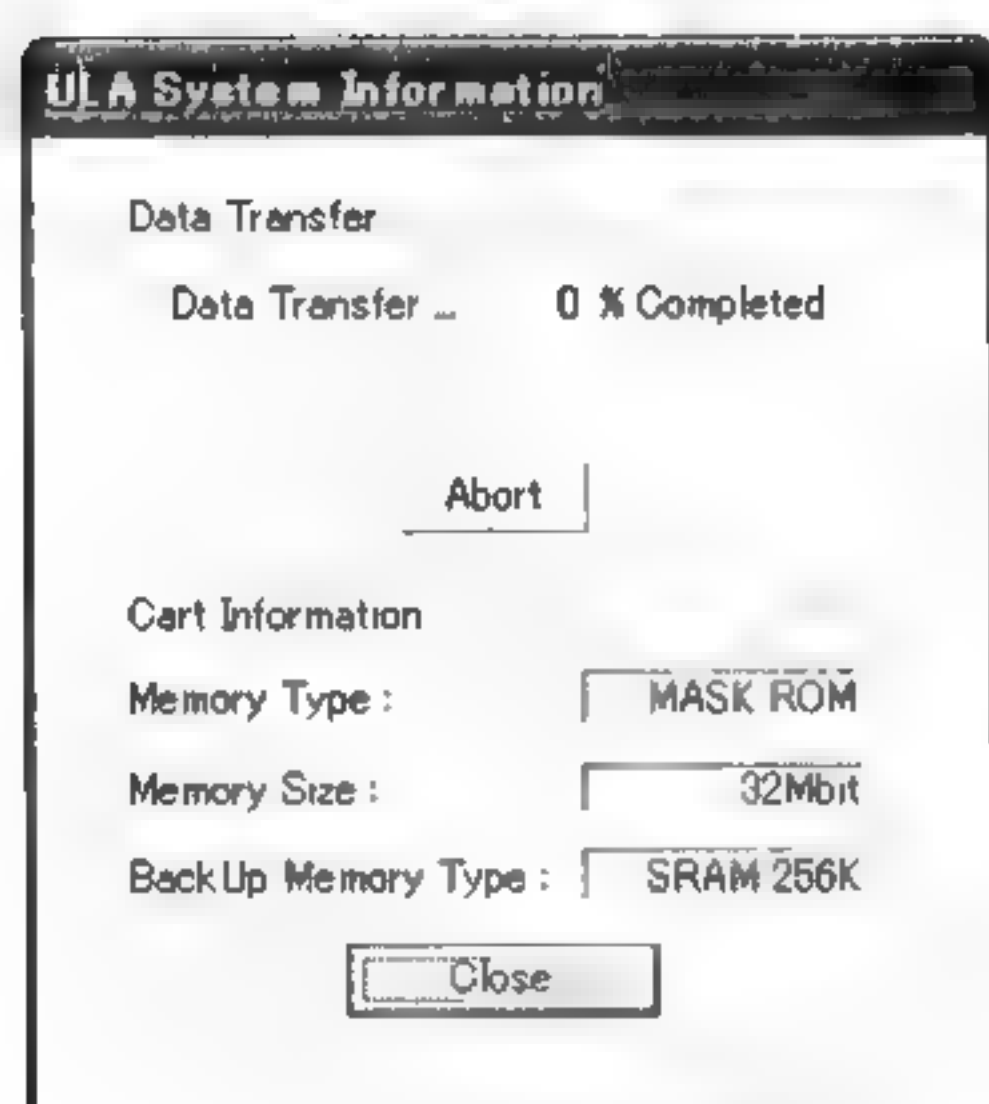 ULA System Information
Data Transfer
Data Transfer ... 0 % Completed
Abort
Cart Information
Memory Type : MASK ROM
Memory Size : 32Mbit
BackUp Memory Type : SRAM 256K
Close